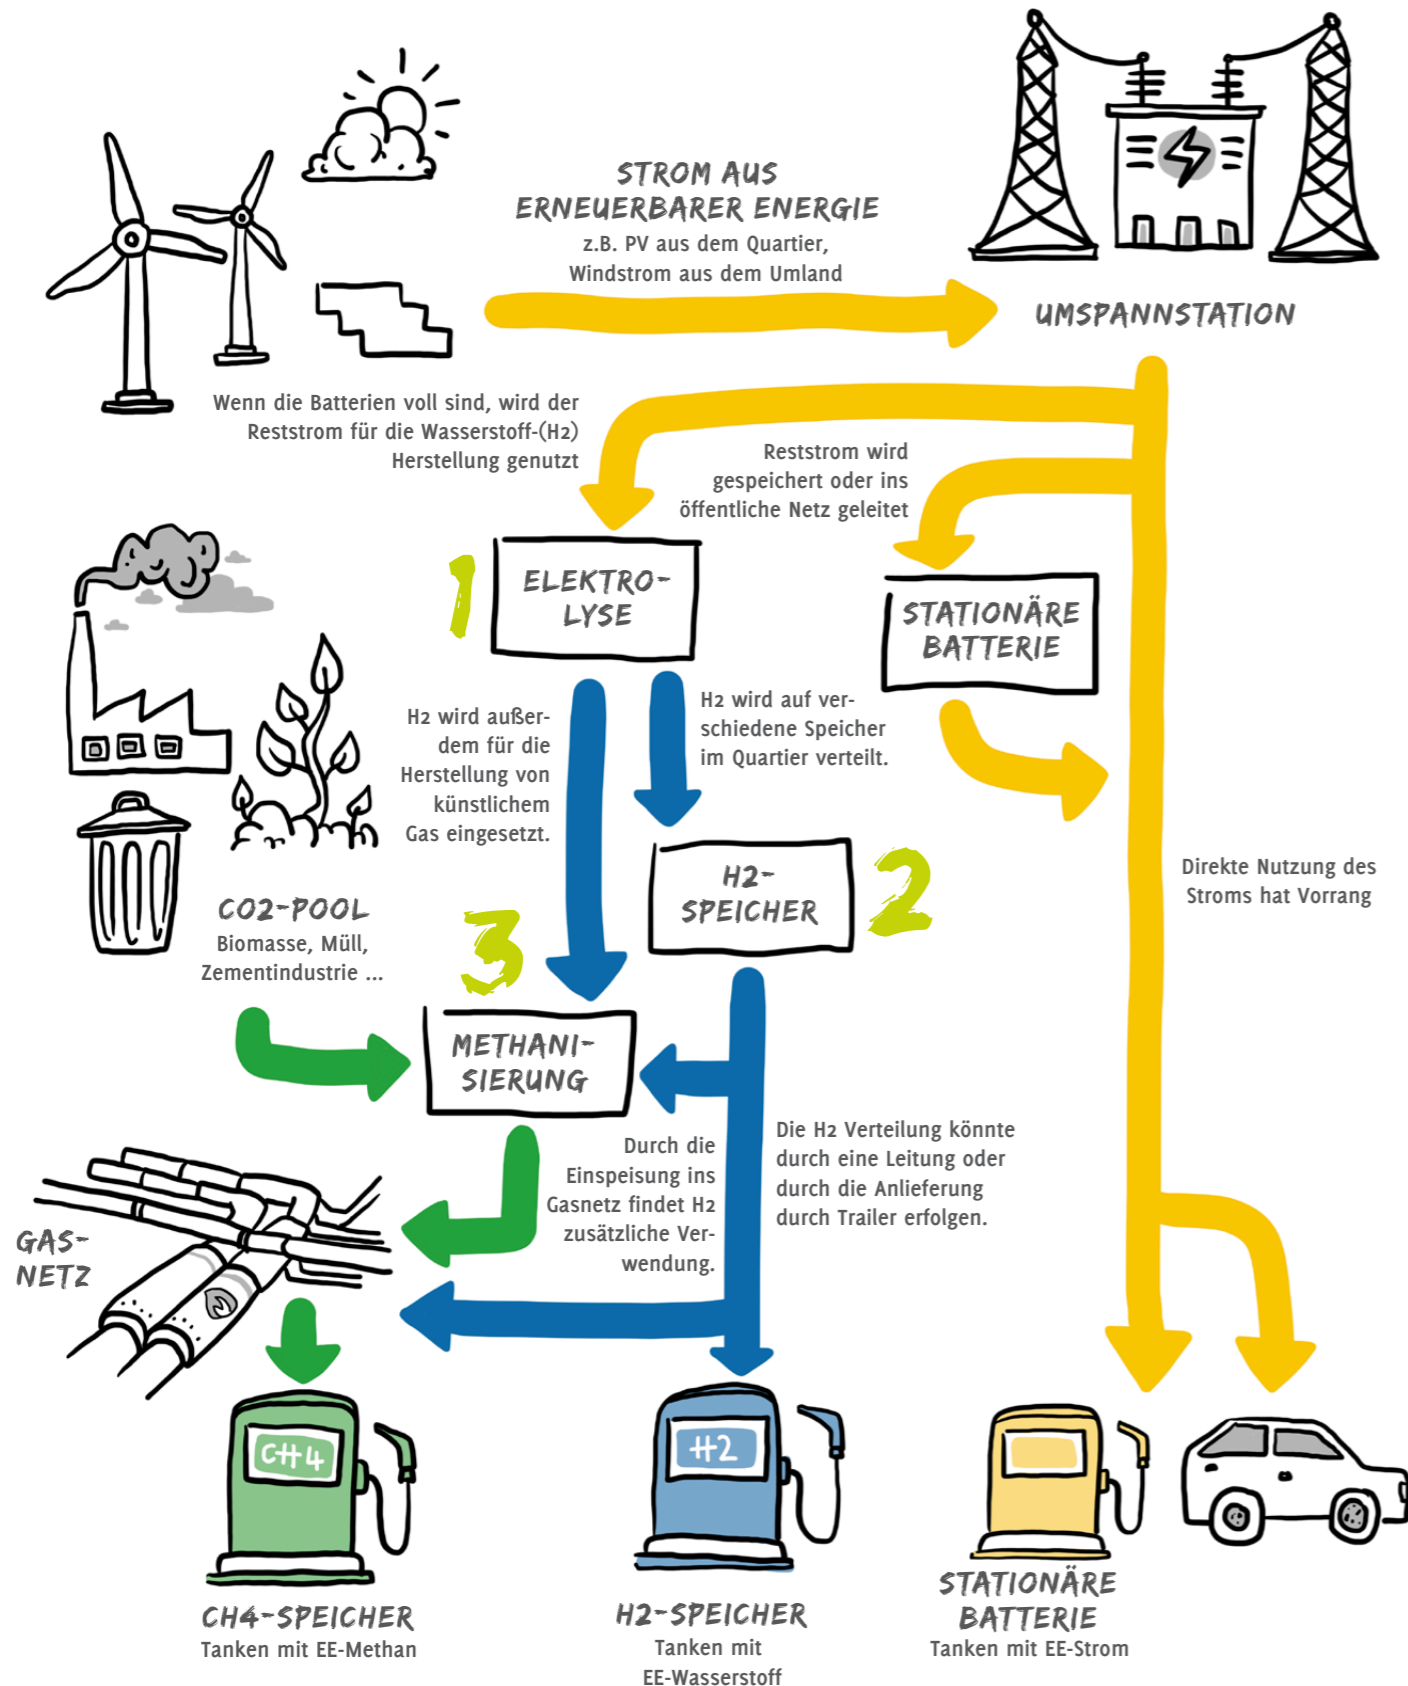 STROM AUS
ERNEUERBARER ENERGIE
z.B. PV aus dem Quartier,
Windstrom aus dem Umland
UMSPANNSTATION
Wenn die Batterien voll sind, wird der
Reststrom für die Wasserstoff-(H2)
Herstellung genutzt
Reststrom wird
gespeichert oder ins
öffentliche Netz geleitet
1
ELEKTRO-
LYSE
STATIONÄRE
BATTERIE
H2 wird außer-
dem für die
Herstellung von
künstlichem
Gas eingesetzt.
H2 wird auf ver-
schiedene Speicher
im Quartier verteilt.
H2-
SPEICHER
2
Direkte Nutzung des
Stroms hat Vorrang
CO2-POOL
Biomasse, Müll,
Zementindustrie ...
3
METHANI-
SIERUNG
Durch die
Einspeisung ins
Gasnetz findet H2
zusätzliche Ver-
wendung.
Die H2 Verteilung könnte
durch eine Leitung oder
durch die Anlieferung
durch Trailer erfolgen.
GAS-
NETZ
CH4
H2
CH4-SPEICHER
Tanken mit EE-Methan
H2-SPEICHER
Tanken mit
EE-Wasserstoff
STATIONÄRE
BATTERIE
Tanken mit EE-Strom